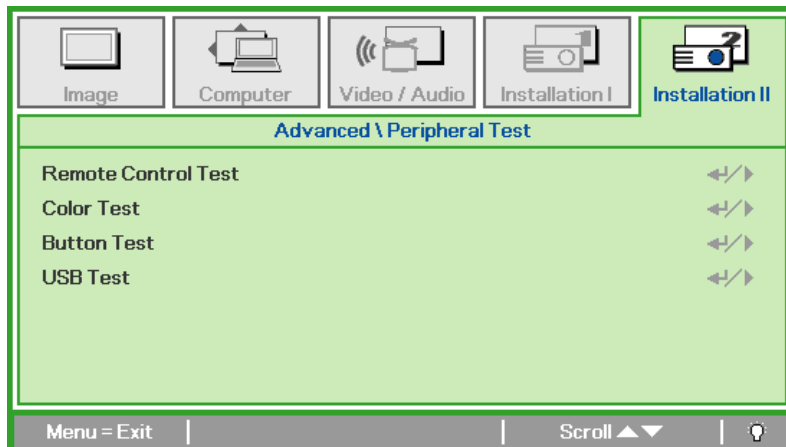 Image
Computer
Video / Audio
Installation I
Installation II
Advanced \ Peripheral Test
Remote Control Test
Color Test
Button Test
USB Test
Menu = Exit
Scroll ▲▼